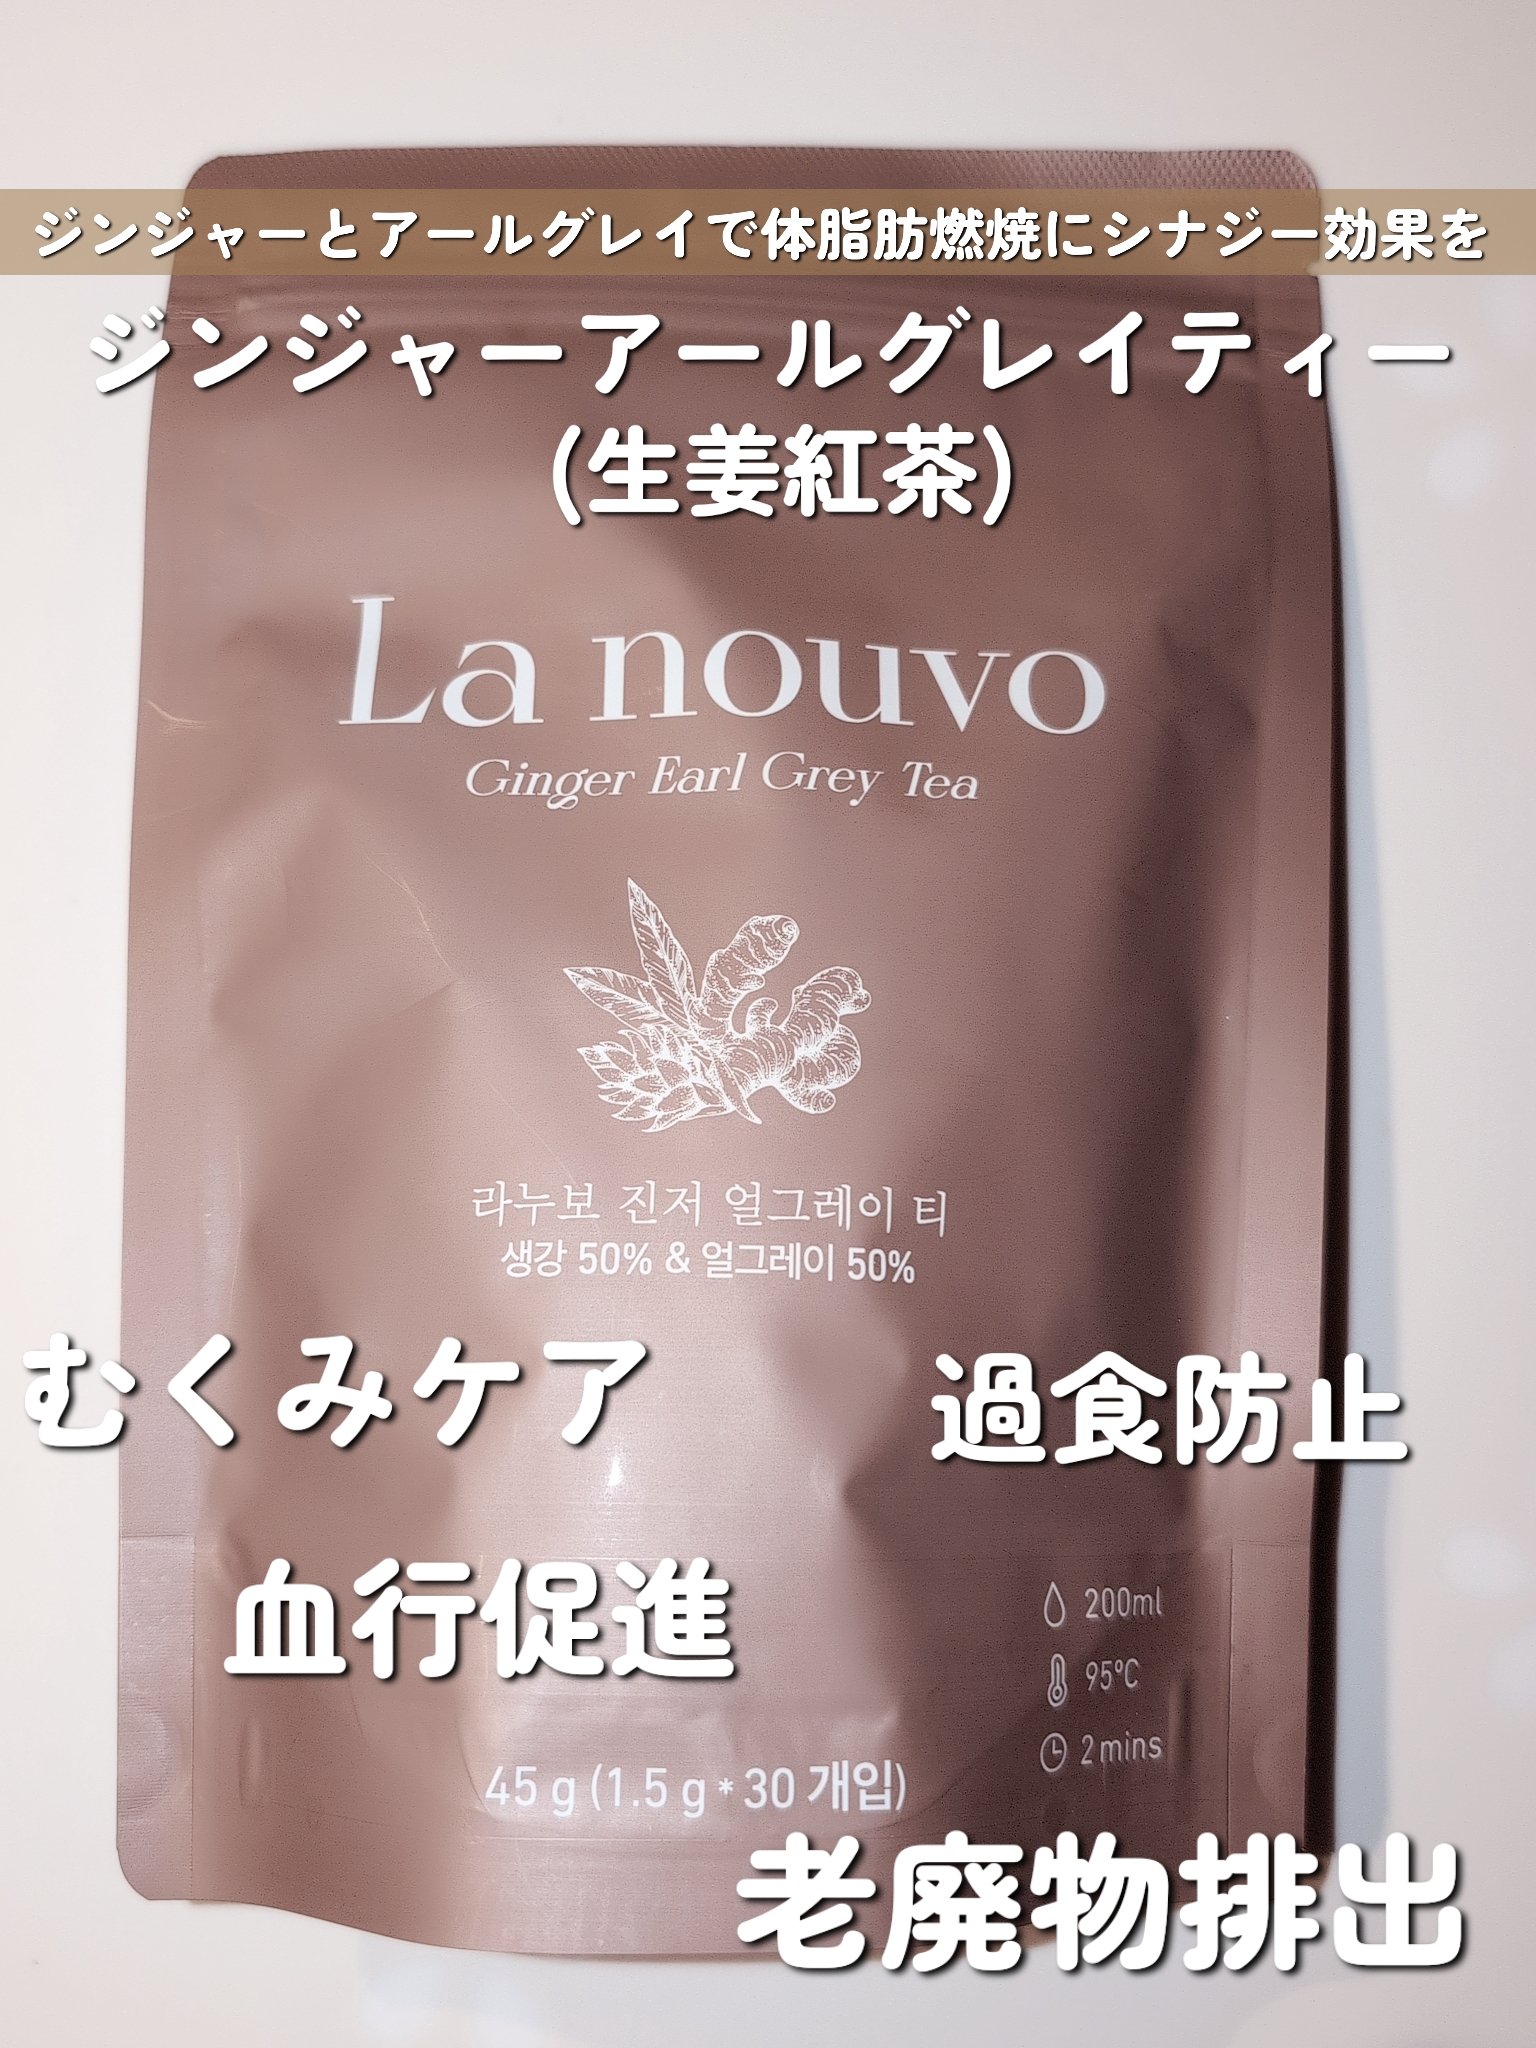 ジンジャーとアールグレイで体脂肪燃焼にシナジー効果を
ジンジャーアールグレイティー
(生姜紅茶)
La nouvo
Ginger Earl Grey Tea
라누보 진저 얼그레이 티
생강 50% & 얼그레이 50%
むくみケア
過食防止
血行促進
200ml
95°C
2 mins
45 g (1.5 g * 30 개입)
老廃物排出